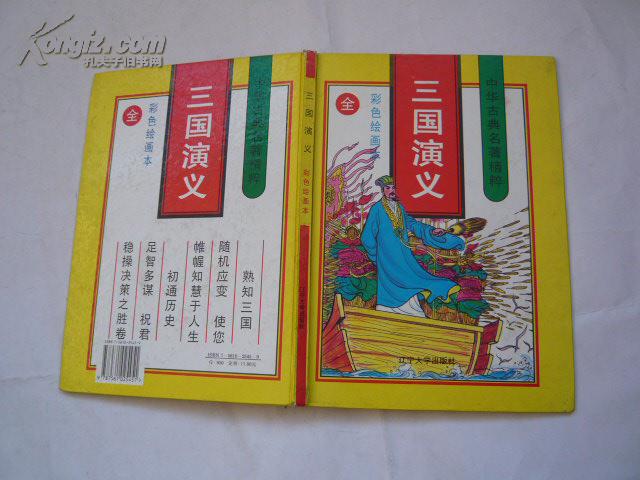 Kongfz.com
孔夫子旧书网
中华古典名著精粹
三国演义
全
彩色绘画本
熟知三国
随机应变 使您
帷幄知慧于人生
初通历史
足智多谋 祝君
稳操决策之胜卷
三国演义
彩色绘画本
辽宁大学出版社
中华古典名著精粹
三国演义
全
彩色绘画本
辽宁大学出版社